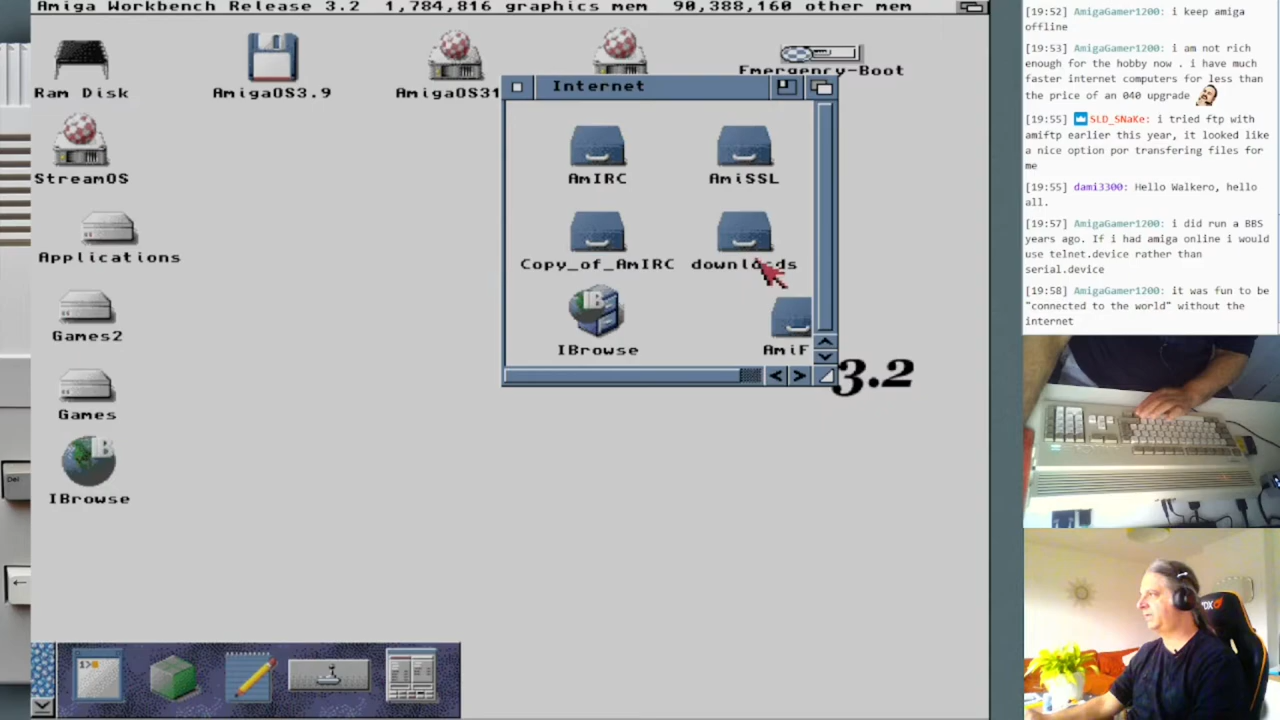 Amiga Workbench Release 3.2 1,784,816 graphics mem 90,388,160 other mem
Ram Disk
AmigaOS3.9
AmigaOS31
Emergency-Boot
StreamOS
Applications
Games2
Games
IBrowse
Internet
AmIRC
AmiSSL
Copy_of_AmIRC
downloads
IBrowse
AmiF
3.2
1>
Del
[19:52] AmigaGamer1200: i keep amiga
offline
[19:53] AmigaGamer1200: i am not rich
enough for the hobby now . i have much
faster internet computers for less than
the price of an 040 upgrade
[19:55] SLD_SNaKe: i tried ftp with
amiftp earlier this year, it looked like
a nice option por transfering files for
me
[19:55] dami3300: Hello Walkero, hello
all.
[19:57] AmigaGamer1200: i did run a BBS
years ago. If i had amiga online i would
use telnet.device rather than
serial.device
[19:58] AmigaGamer1200: it was fun to be
"connected to the world" without the
internet